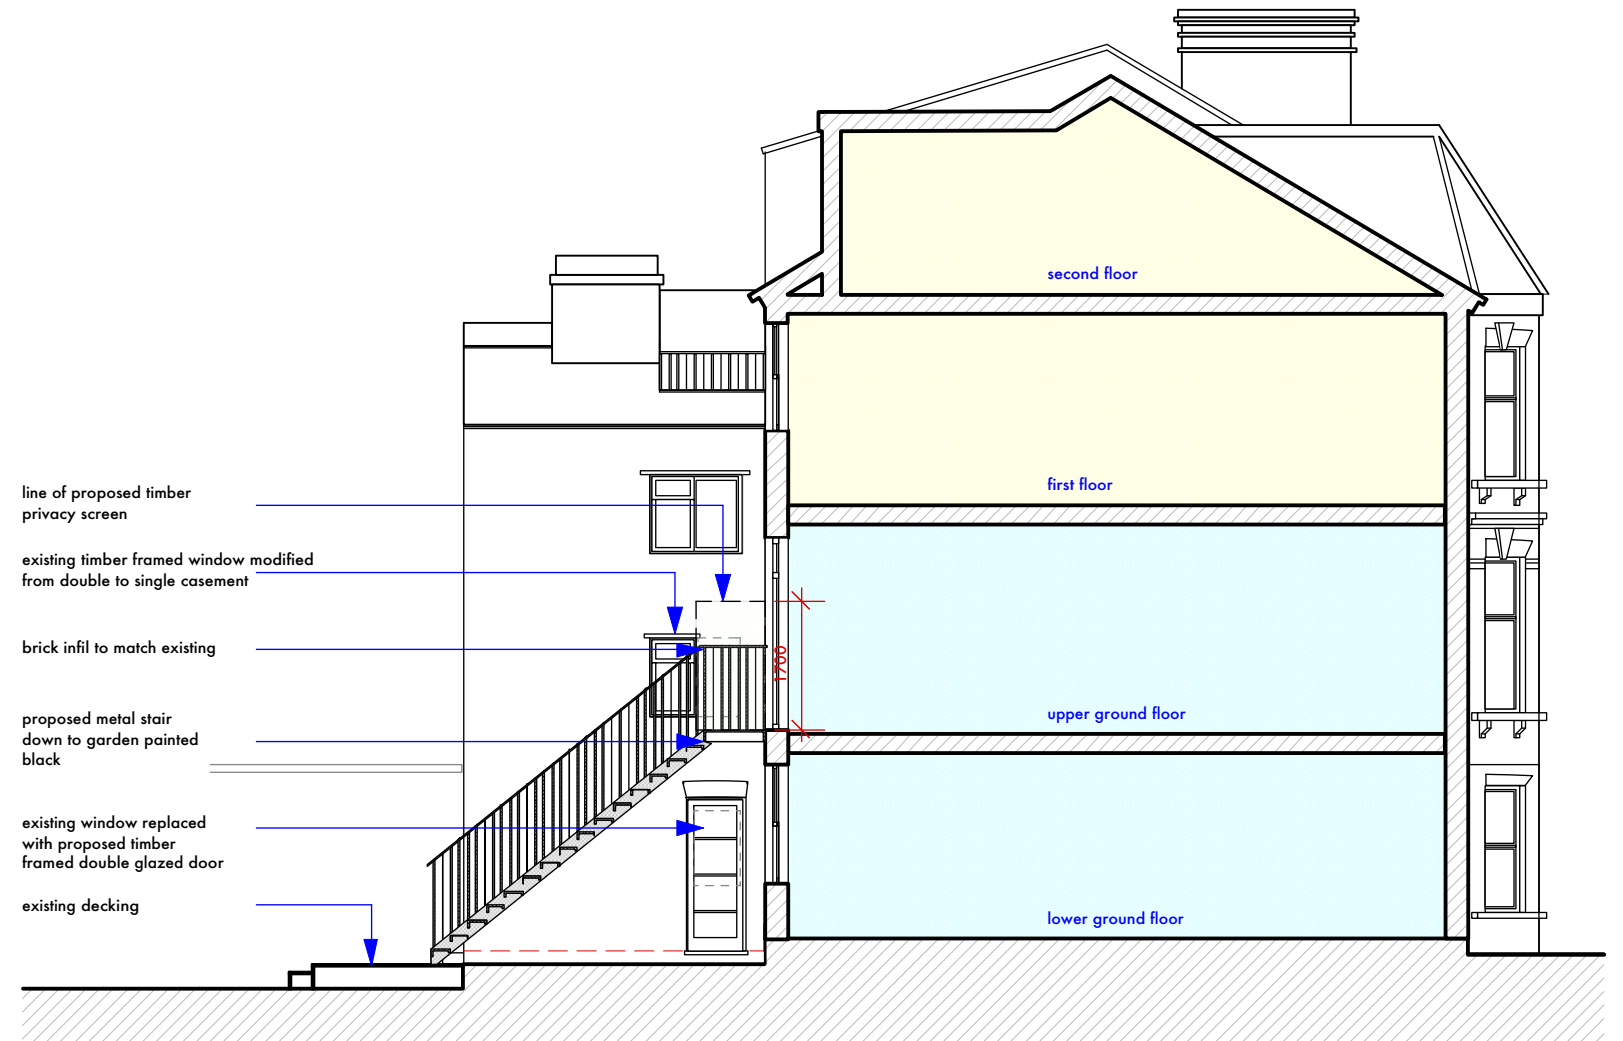 second floor
first floor
line of proposed timber
privacy screen
existing timber framed window modified
from double to single casement
brick infil to match existing
1700
proposed metal stair
down to garden painted
black
upper ground floor
existing window replaced
with proposed timber
framed double glazed door
existing decking
lower ground floor